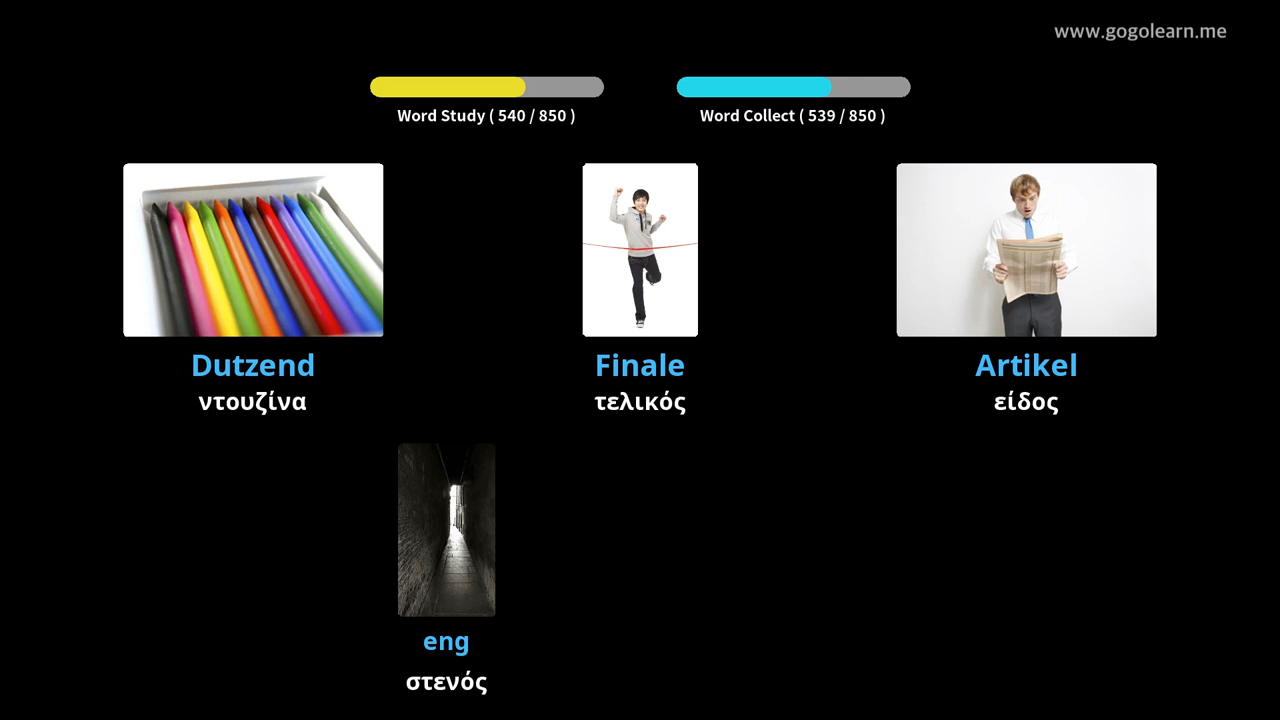 www.gogolearn.me
Word Study ( 540 / 850 )
Word Collect ( 539 / 850 )
Dutzend
ντουζίνα
Finale
τελικός
Artikel
είδος
eng
στενός